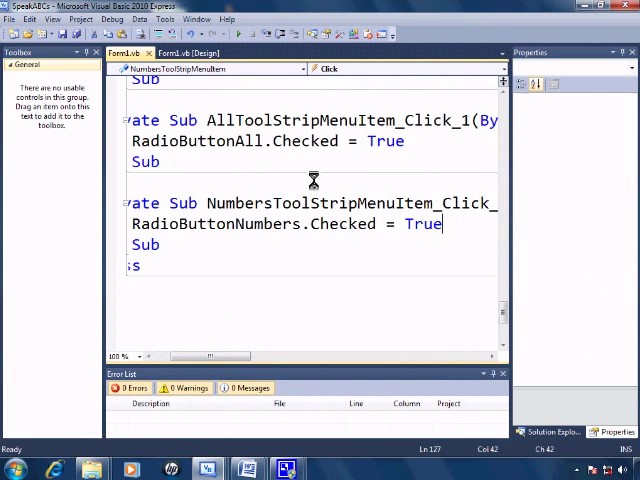 SpeakABCs - Microsoft Visual Basic 2010 Express
File Edit View Project Debug Data Tools Window Help
Toolbox
General
There are no usable
controls in this group.
Drag an item onto this
text to add it to the
toolbox.
Form1.vb Form1.vb [Design]
NumbersToolStripMenuItem Click
Sub
vate Sub AllToolStripMenuItem_Click_1(By
RadioButtonAll.Checked = True
Sub
vate Sub NumbersToolStripMenuItem_Click_
RadioButtonNumbers.Checked = True
Sub
ss
100 %
Properties
Error List
0 Errors 0 Warnings 0 Messages
Description File Line Column Project
Solution Explo... Properties
Ready Ln 127 Col 42 Ch 42 INS